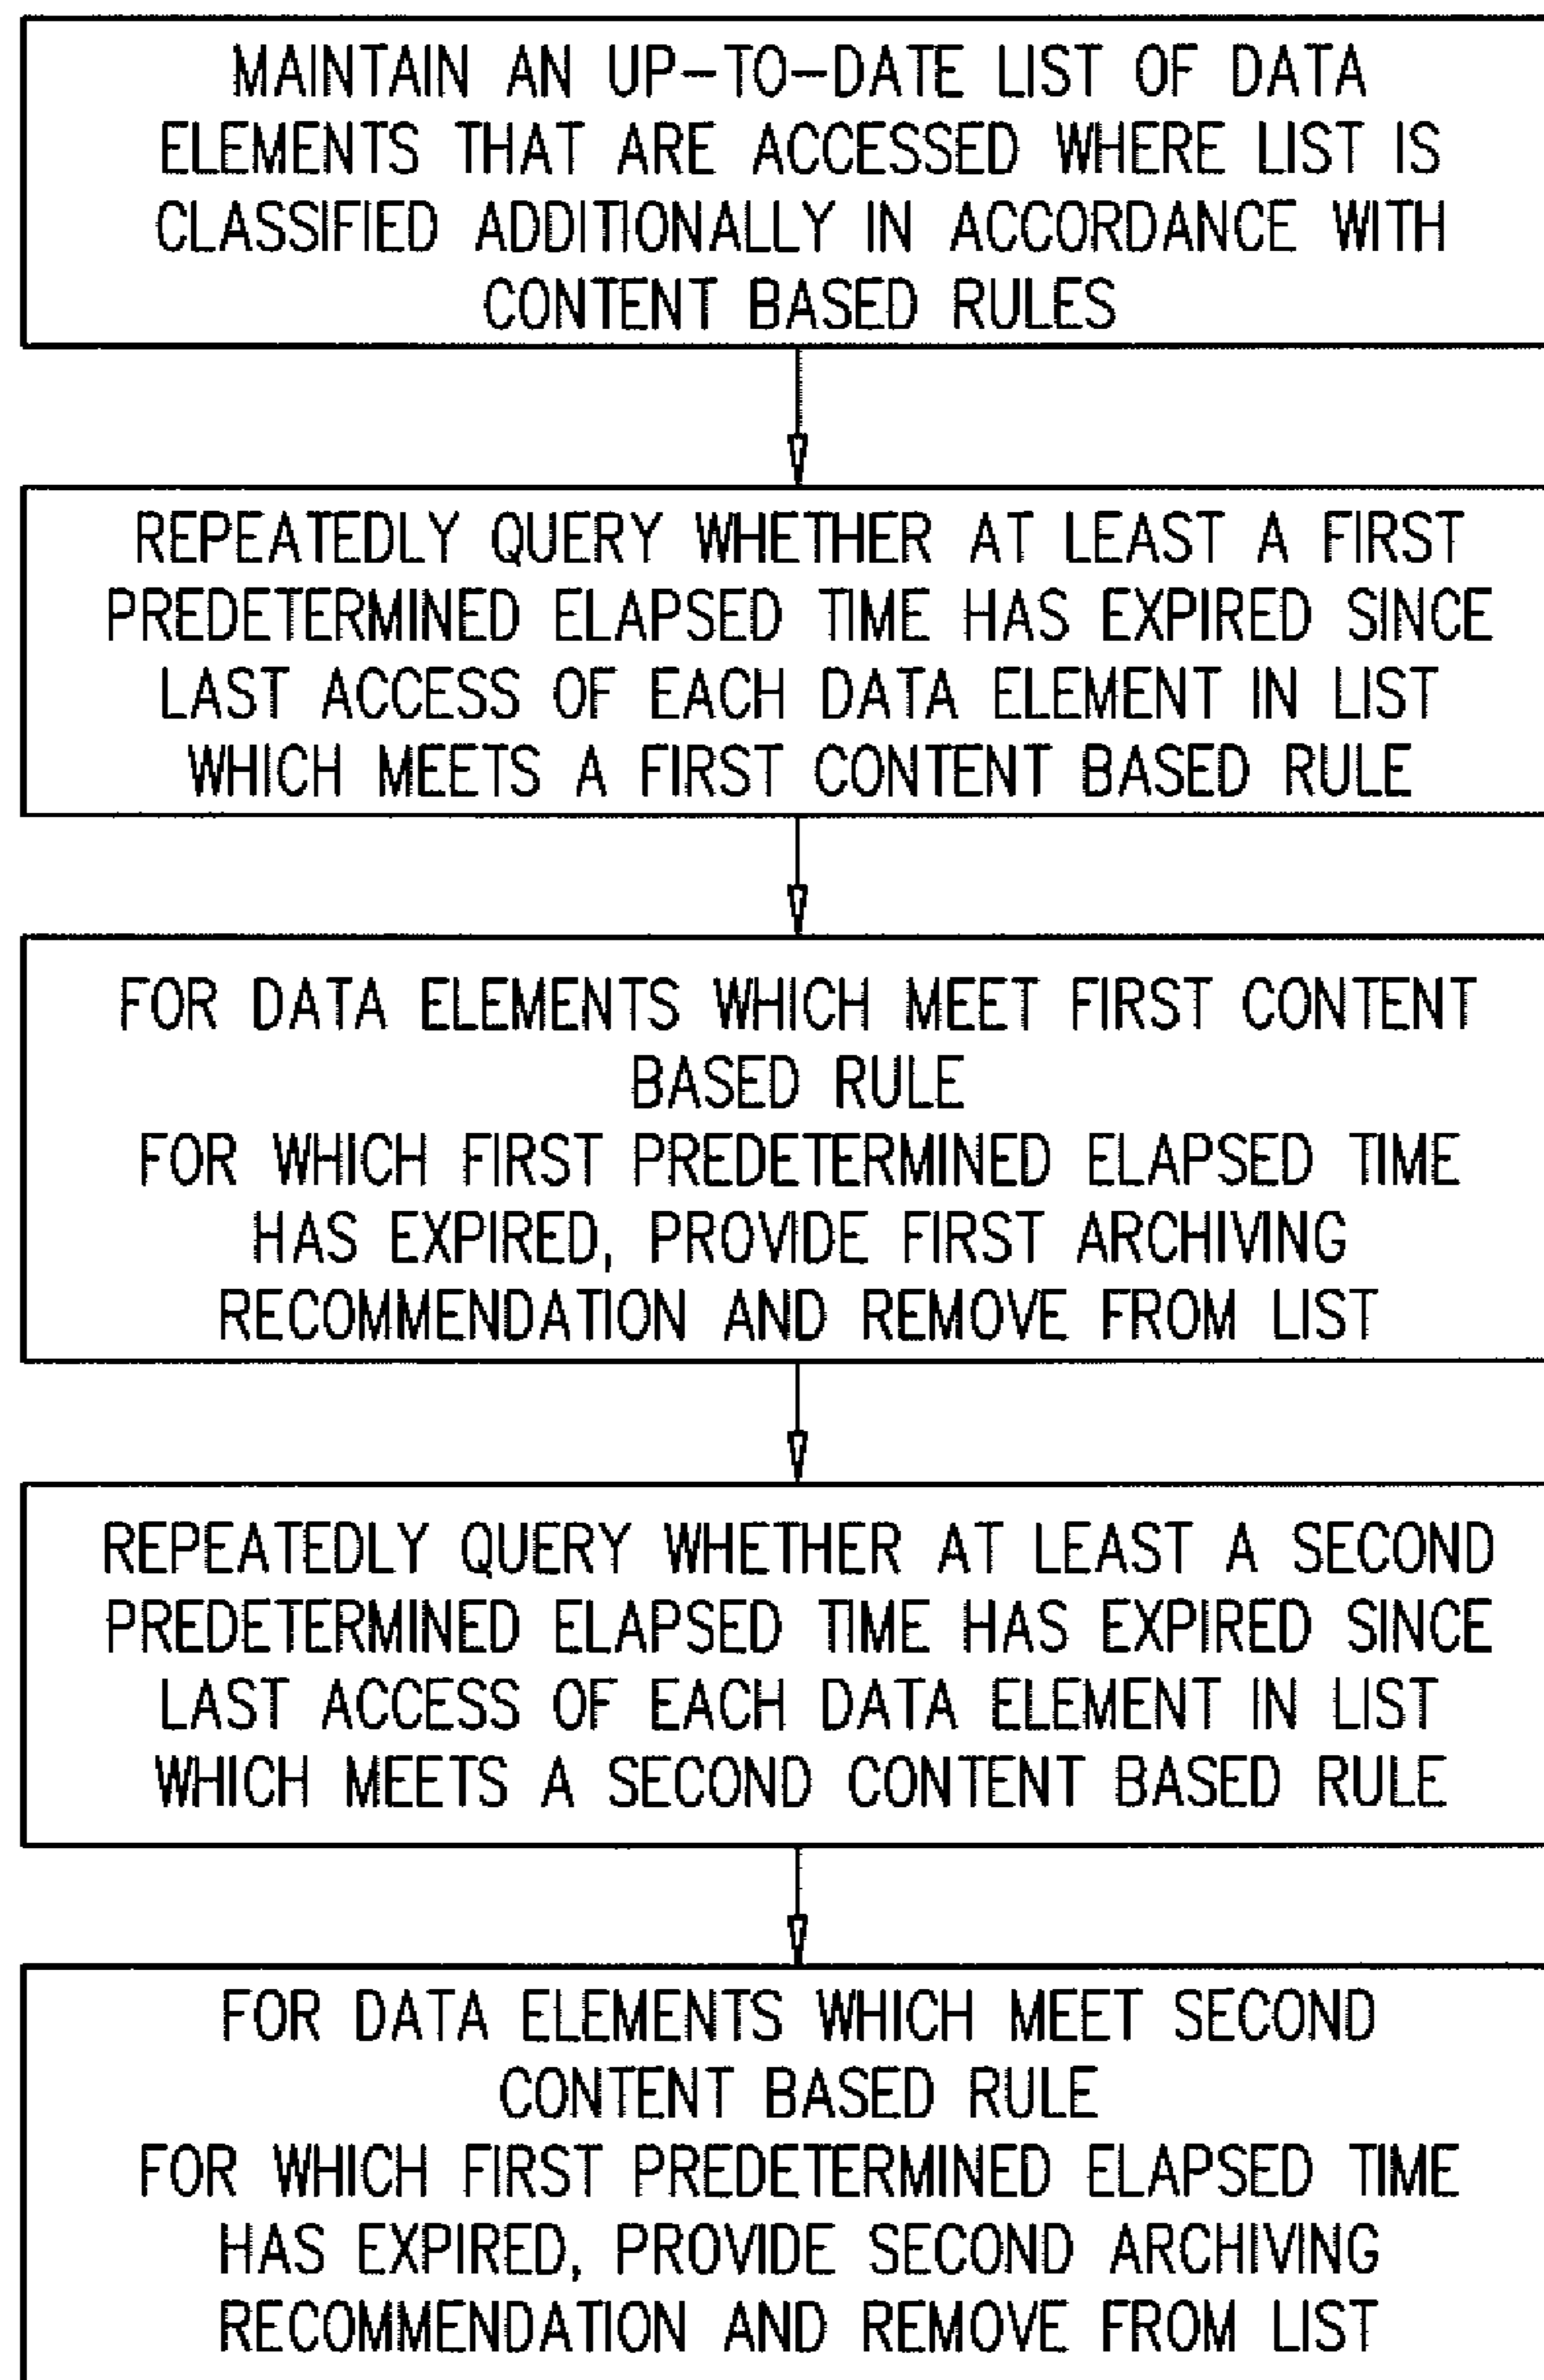 MAINTAIN AN UP-TO-DATE LIST OF DATA
ELEMENTS THAT ARE ACCESSED WHERE LIST IS
CLASSIFIED ADDITIONALLY IN ACCORDANCE WITH
CONTENT BASED RULES
REPEATEDLY QUERY WHETHER AT LEAST A FIRST
PREDETERMINED ELAPSED TIME HAS EXPIRED SINCE
LAST ACCESS OF EACH DATA ELEMENT IN LIST
WHICH MEETS A FIRST CONTENT BASED RULE
FOR DATA ELEMENTS WHICH MEET FIRST CONTENT
BASED RULE
FOR WHICH FIRST PREDETERMINED ELAPSED TIME
HAS EXPIRED, PROVIDE FIRST ARCHIVING
RECOMMENDATION AND REMOVE FROM LIST
REPEATEDLY QUERY WHETHER AT LEAST A SECOND
PREDETERMINED ELAPSED TIME HAS EXPIRED SINCE
LAST ACCESS OF EACH DATA ELEMENT IN LIST
WHICH MEETS A SECOND CONTENT BASED RULE
FOR DATA ELEMENTS WHICH MEET SECOND
CONTENT BASED RULE
FOR WHICH FIRST PREDETERMINED ELAPSED TIME
HAS EXPIRED, PROVIDE SECOND ARCHIVING
RECOMMENDATION AND REMOVE FROM LIST